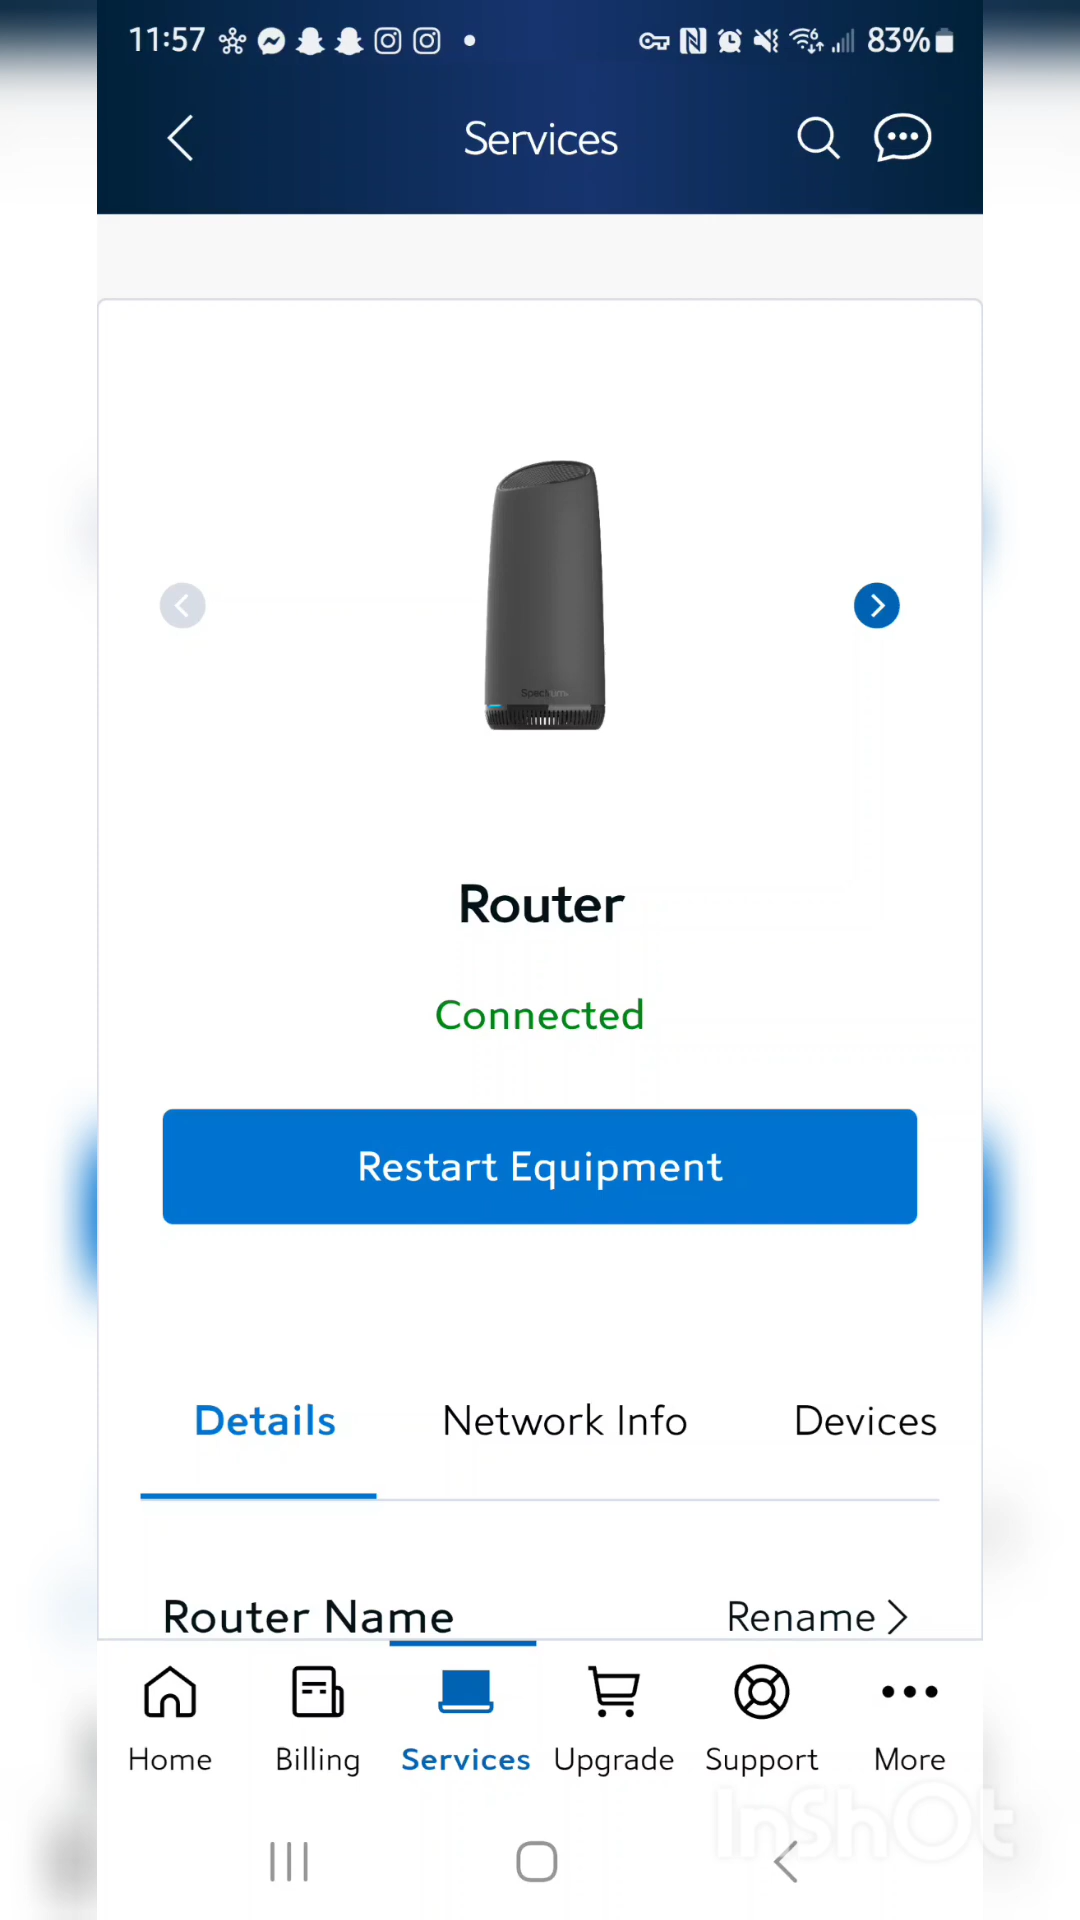 11:57 83%
Services
Spectrum
Router
Connected
Restart Equipment
Details Network Info Devices
Router Name Rename
Home Billing Services Upgrade Support More
InShOt